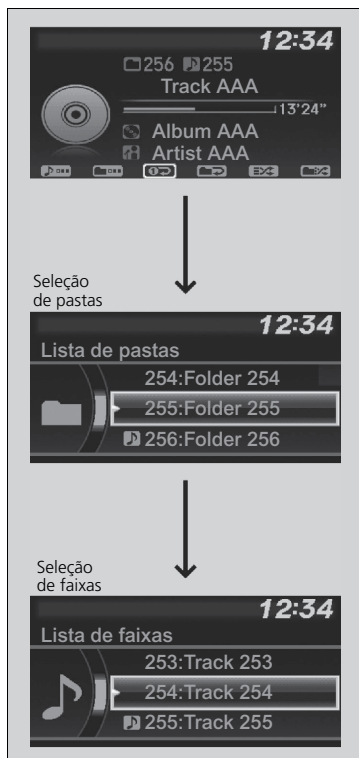 12:34
256 255
Track AAA
13'24"
Album AAA
Artist AAA
Seleção
de pastas
12:34
Lista de pastas
254:Folder 254
255:Folder 255
256:Folder 256
Seleção
de faixas
12:34
Lista de faixas
253:Track 253
254:Track 254
255:Track 255